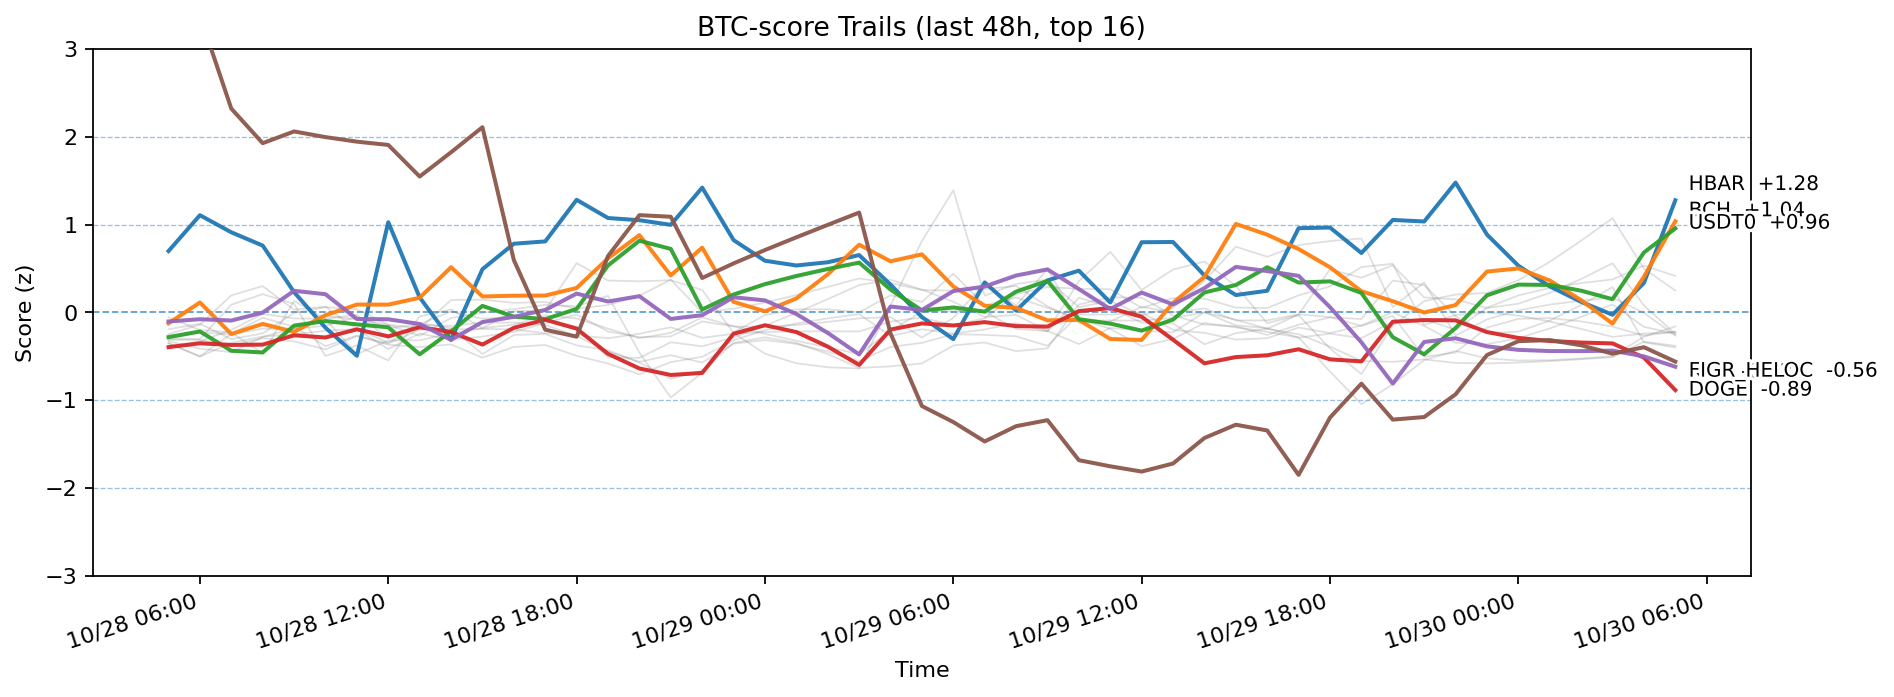 BTC-score Trails (last 48h, top 16)
3
2
1
0
−1
−2
−3
Score (z)
HBAR +1.28
BCH +1.04
USDT0 +0.96
FIGR_HELOC -0.56
DOGE -0.89
10/28 06:00
10/28 12:00
10/28 18:00
10/29 00:00
10/29 06:00
10/29 12:00
10/29 18:00
10/30 00:00
10/30 06:00
Time